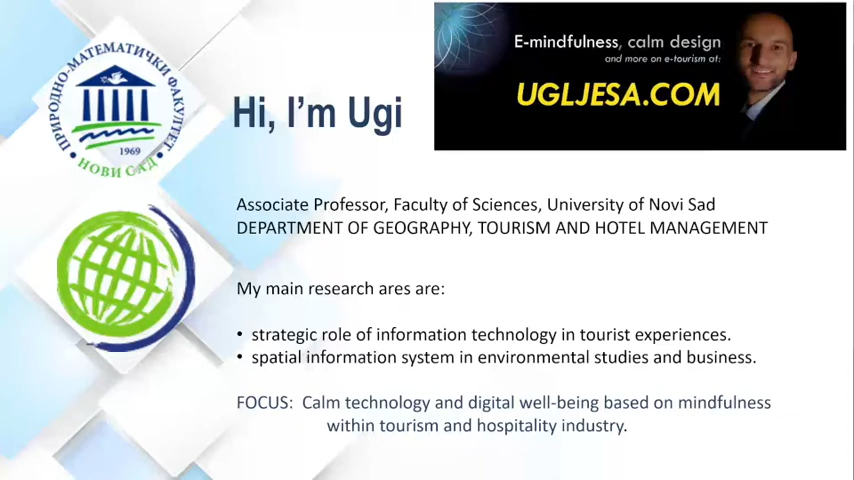 ПРИРОДНО-МАТЕМАТИЧКИ ФАКУЛТЕТ
1969
НОВИ САД
E-mindfulness, calm design
and more on e-tourism at:
UGLJESA.COM
Hi, I'm Ugi
Associate Professor, Faculty of Sciences, University of Novi Sad
DEPARTMENT OF GEOGRAPHY, TOURISM AND HOTEL MANAGEMENT
My main research ares are:
• strategic role of information technology in tourist experiences.
• spatial information system in environmental studies and business.
FOCUS: Calm technology and digital well-being based on mindfulness
within tourism and hospitality industry.